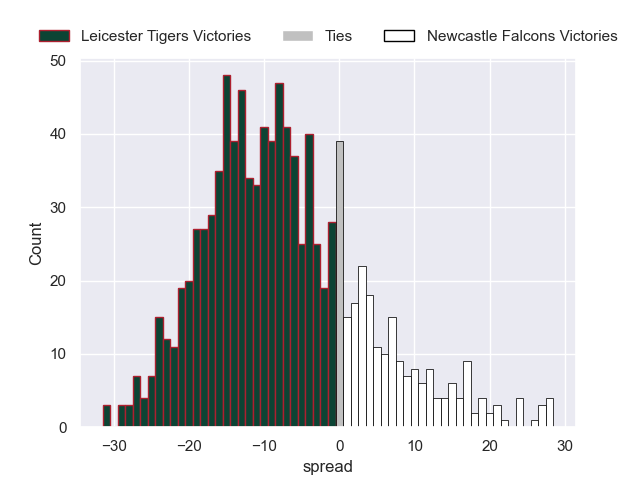 Leicester Tigers Victories Ties Newcastle Falcons Victories
50
40
30
20
10
0
Count
−30 −20 −10 0 10 20 30
spread